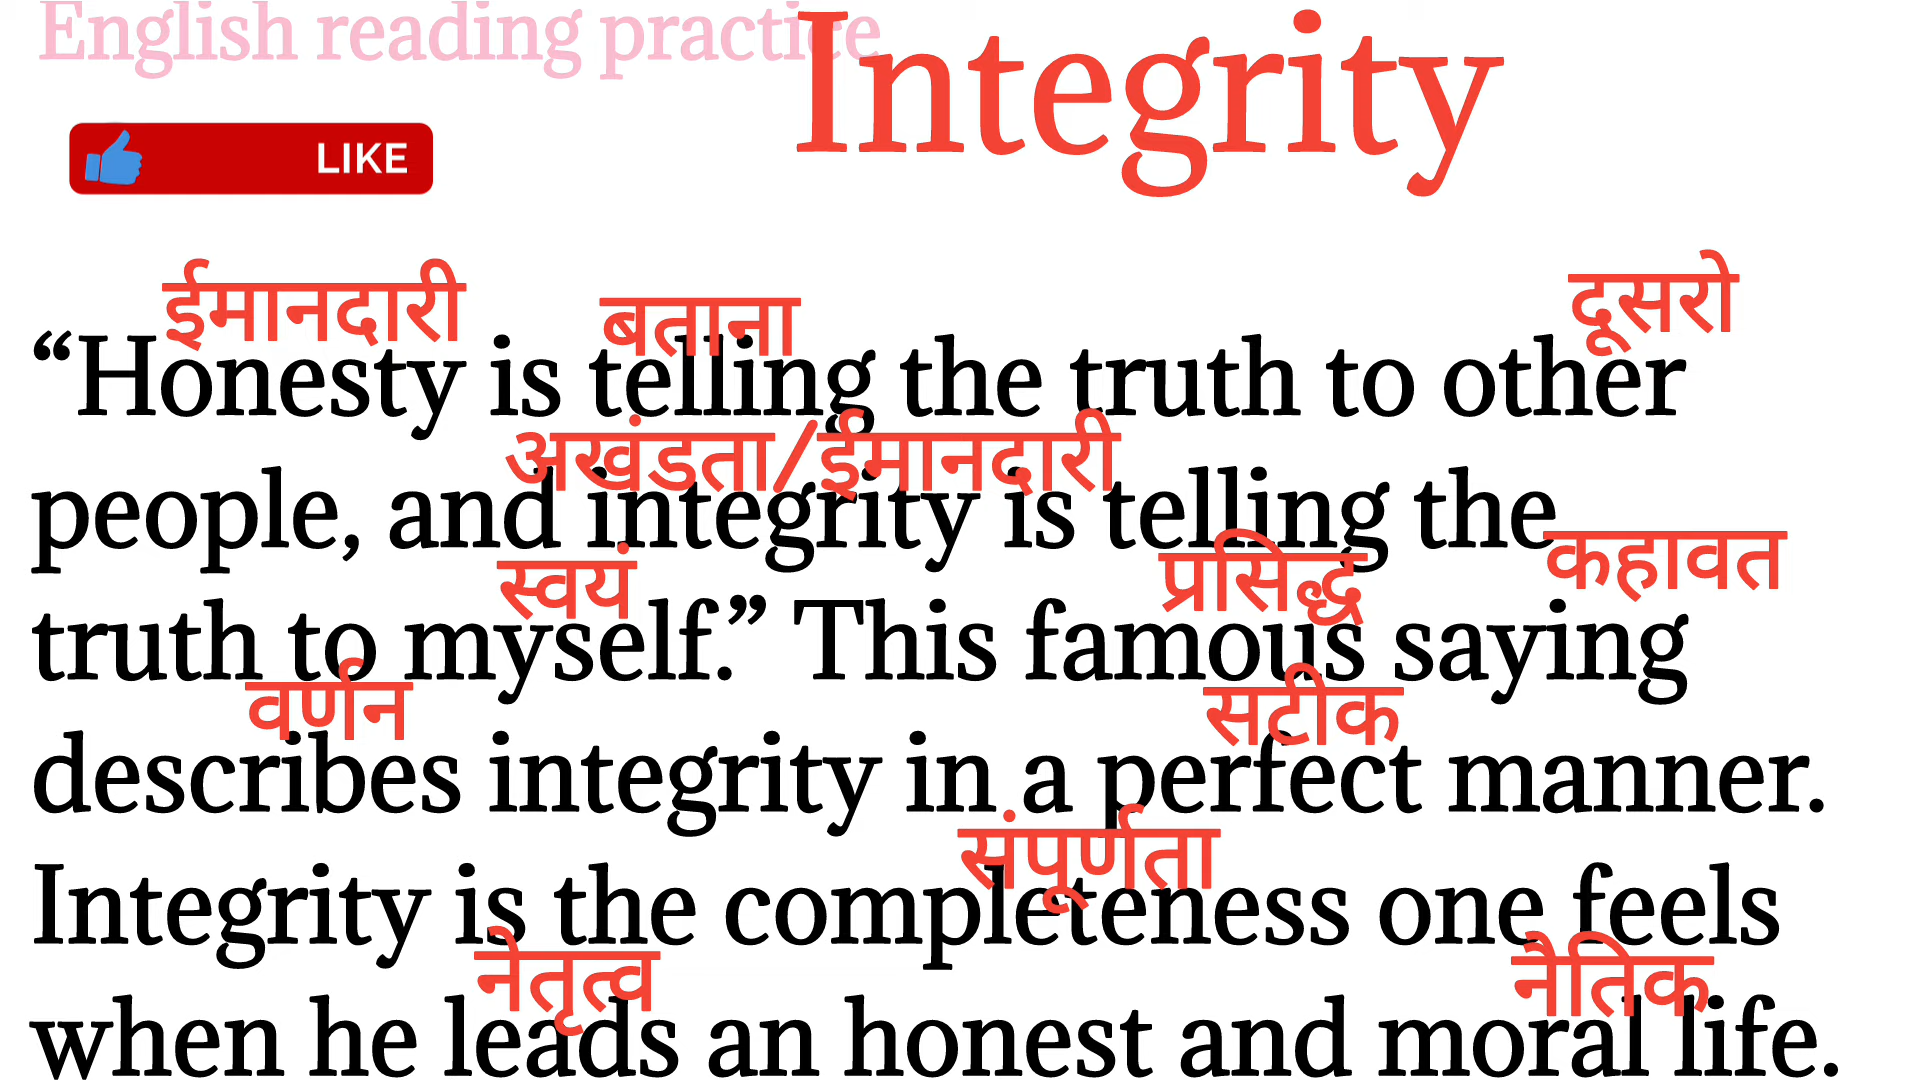 English reading practice
Integrity
LIKE
ईमानदारी बताना दूसरो
“Honesty is telling the truth to other
अखंडता/ईमानदारी
people, and integrity is telling the
स्वयं प्रसिद्ध कहावत
truth to myself.” This famous saying
वर्णन सटीक
describes integrity in a perfect manner.
संपूर्णता
Integrity is the completeness one feels
नेतृत्व नैतिक
when he leads an honest and moral life.